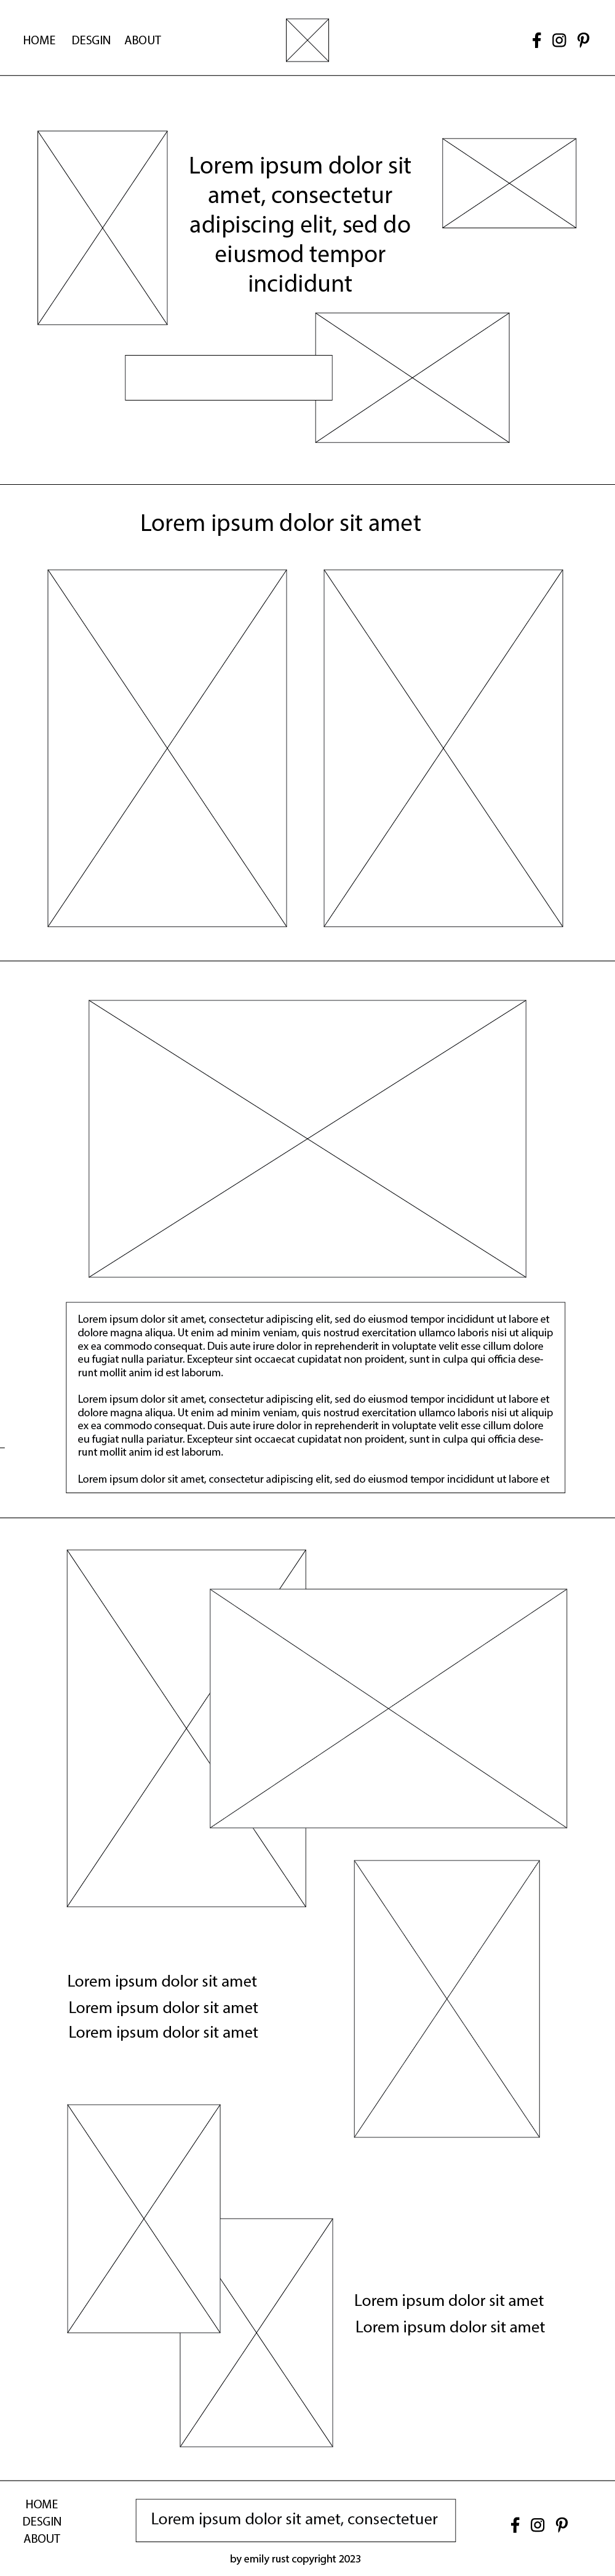 HOME DESGIN ABOUT
Lorem ipsum dolor sit
amet, consectetur
adipiscing elit, sed do
eiusmod tempor
incididunt
Lorem ipsum dolor sit amet
Lorem ipsum dolor sit amet, consectetur adipiscing elit, sed do eiusmod tempor incididunt ut labore et
dolore magna aliqua. Ut enim ad minim veniam, quis nostrud exercitation ullamco laboris nisi ut aliquip
ex ea commodo consequat. Duis aute irure dolor in reprehenderit in voluptate velit esse cillum dolore
eu fugiat nulla pariatur. Excepteur sint occaecat cupidatat non proident, sunt in culpa qui officia dese-
runt mollit anim id est laborum.
Lorem ipsum dolor sit amet, consectetur adipiscing elit, sed do eiusmod tempor incididunt ut labore et
dolore magna aliqua. Ut enim ad minim veniam, quis nostrud exercitation ullamco laboris nisi ut aliquip
ex ea commodo consequat. Duis aute irure dolor in reprehenderit in voluptate velit esse cillum dolore
eu fugiat nulla pariatur. Excepteur sint occaecat cupidatat non proident, sunt in culpa qui officia dese-
runt mollit anim id est laborum.
Lorem ipsum dolor sit amet, consectetur adipiscing elit, sed do eiusmod tempor incididunt ut labore et
Lorem ipsum dolor sit amet
Lorem ipsum dolor sit amet
Lorem ipsum dolor sit amet
Lorem ipsum dolor sit amet
Lorem ipsum dolor sit amet
HOME
DESGIN
ABOUT
Lorem ipsum dolor sit amet, consectetuer
by emily rust copyright 2023